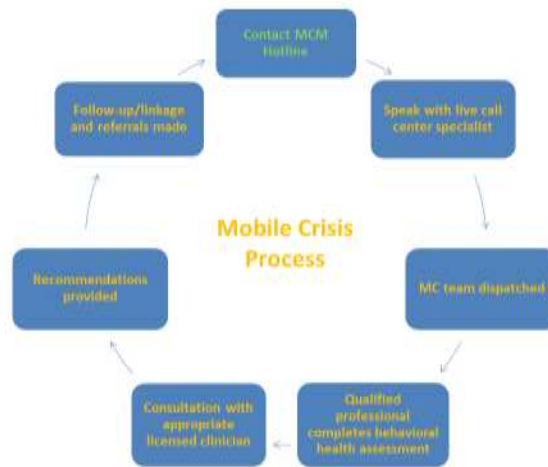 Contact MCM
Hotline
Speak with live call
center specialist
MC team dispatched
Qualified
professional
completes behavioral
health assessment
Consultation with
appropriate
licensed clinician
Recommendations
provided
Follow-up/linkage
and referrals made
Mobile Crisis
Process